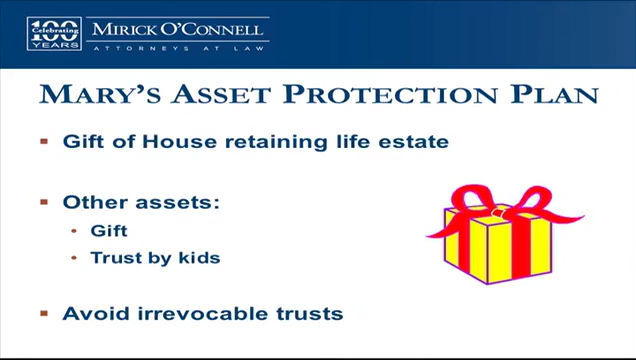 Celebrating
100
YEARS
MIRICK O'CONNELL
ATTORNEYS AT LAW
MARY'S ASSET PROTECTION PLAN
Gift of House retaining life estate
Other assets:
Gift
Trust by kids
Avoid irrevocable trusts